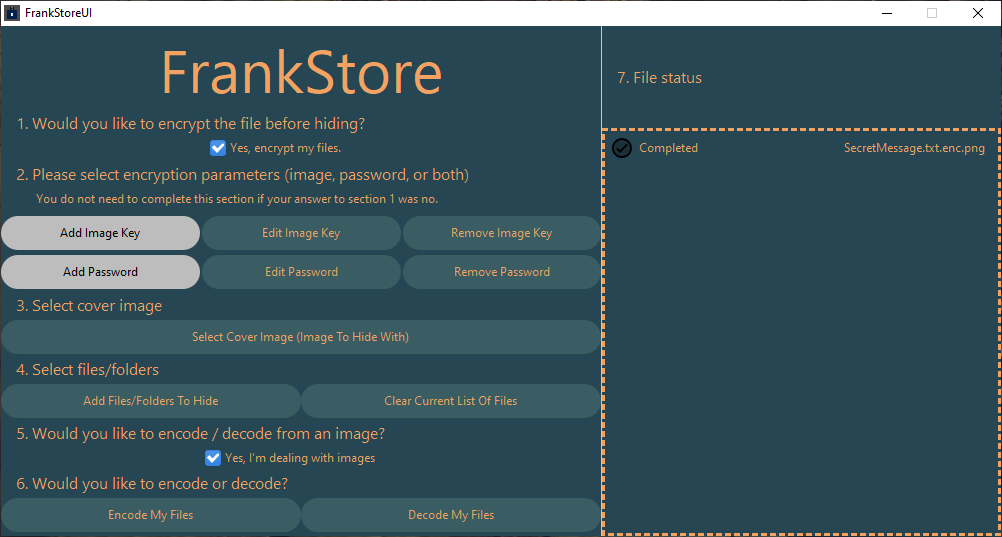 FrankStoreUI
FrankStore
1. Would you like to encrypt the file before hiding?
Yes, encrypt my files.
2. Please select encryption parameters (image, password, or both)
You do not need to complete this section if your answer to section 1 was no.
Add Image Key
Edit Image Key
Remove Image Key
Add Password
Edit Password
Remove Password
3. Select cover image
Select Cover Image (Image To Hide With)
4. Select files/folders
Add Files/Folders To Hide
Clear Current List Of Files
5. Would you like to encode / decode from an image?
Yes, I'm dealing with images
6. Would you like to encode or decode?
Encode My Files
Decode My Files
7. File status
Completed
SecretMessage.txt.enc.png